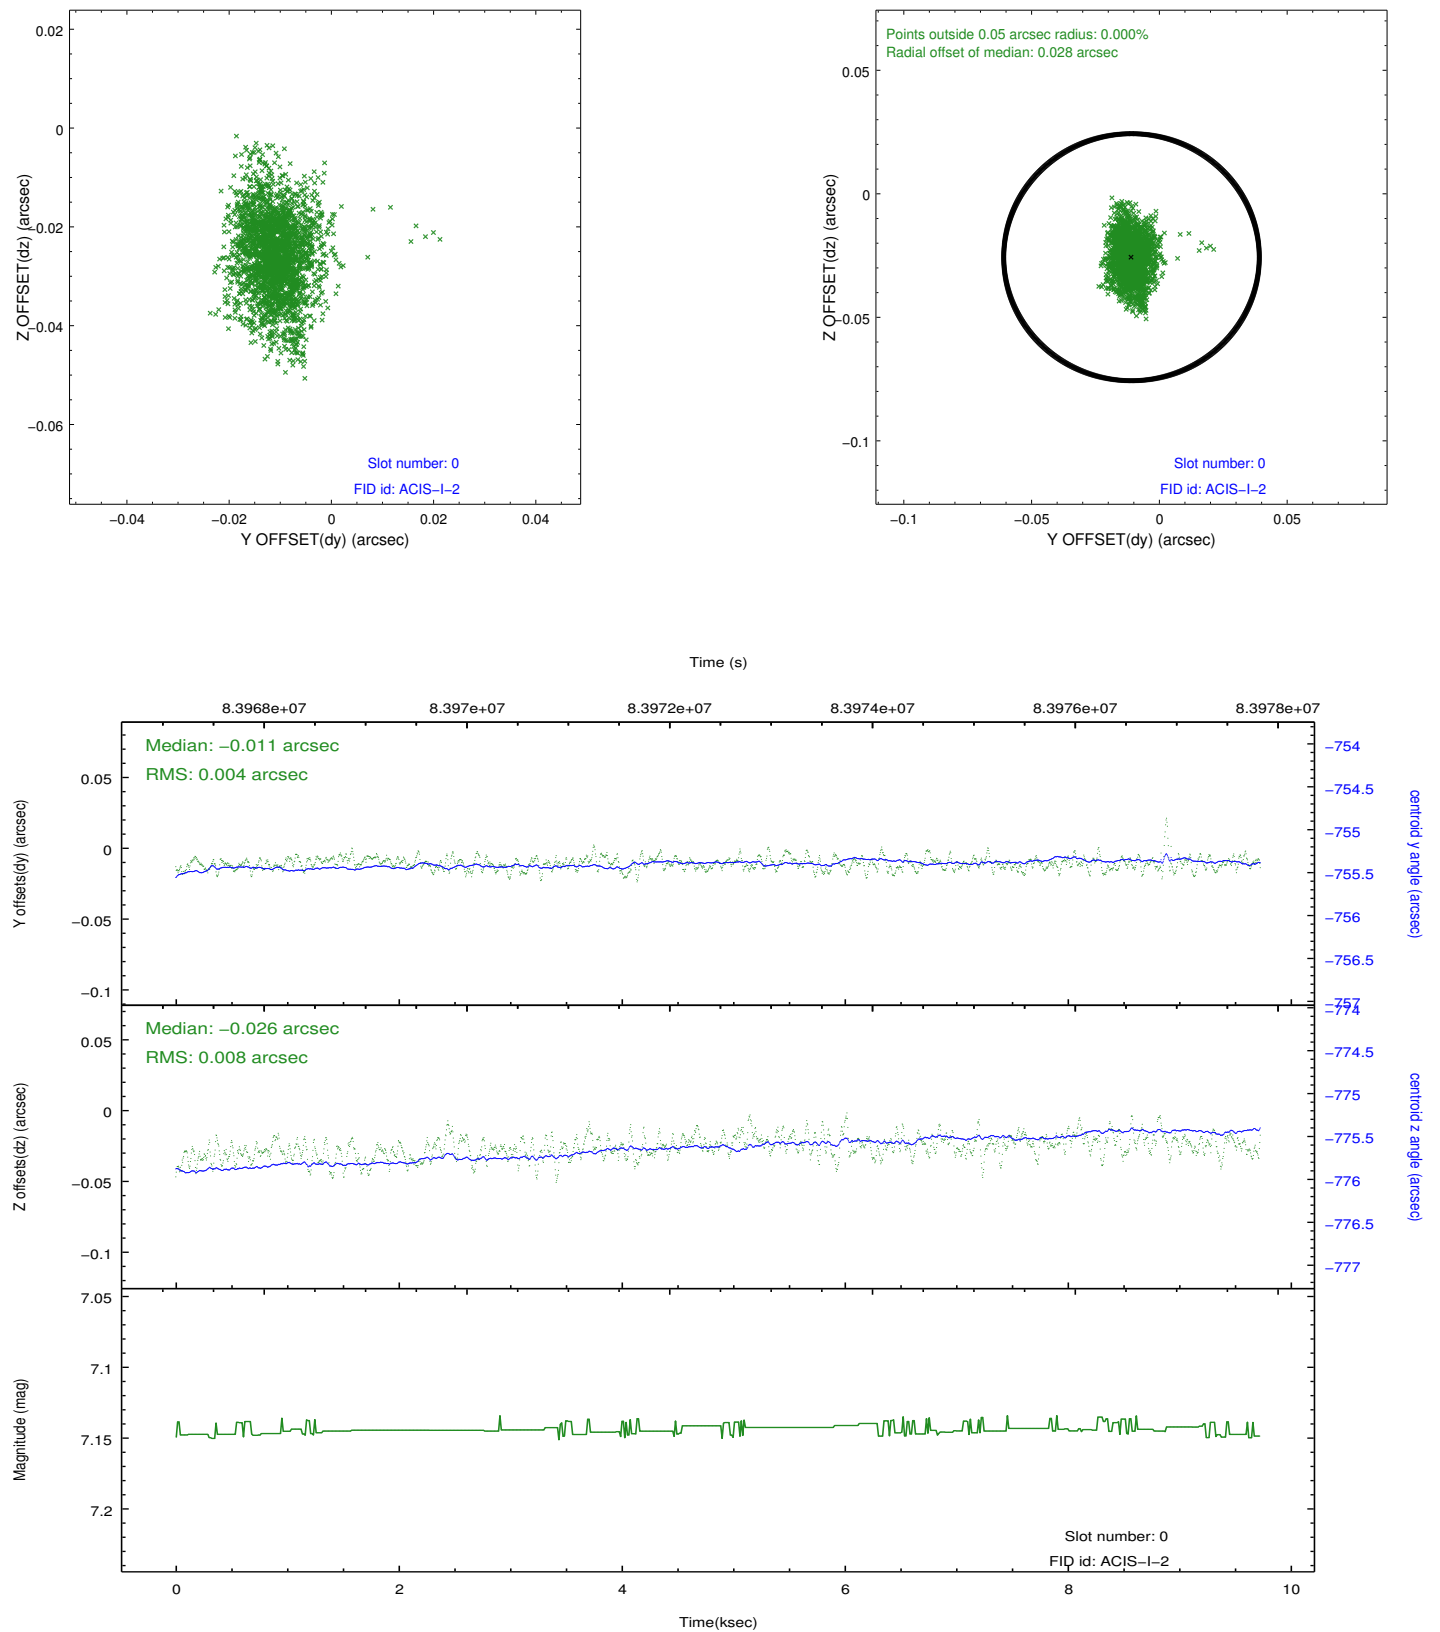 0.02
0
−0.02
−0.04
−0.06
Z OFFSET(dz) (arcsec)
Slot number: 0
FID id: ACIS−I−2
−0.04
−0.02
0
0.02
0.04
Y OFFSET(dy) (arcsec)
Points outside 0.05 arcsec radius: 0.000%
Radial offset of median: 0.028 arcsec
0.05
0
−0.05
−0.1
Z OFFSET(dz) (arcsec)
Slot number: 0
FID id: ACIS−I−2
−0.1
−0.05
0
0.05
Y OFFSET(dy) (arcsec)
Time (s)
8.3968e+07
8.397e+07
8.3972e+07
8.3974e+07
8.3976e+07
8.3978e+07
Median: −0.011 arcsec
RMS: 0.004 arcsec
0.05
0
−0.05
−0.1
Y offsets(dy) (arcsec)
−754
−754.5
−755
−755.5
−756
−756.5
−757
centroid y angle (arcsec)
Median: −0.026 arcsec
RMS: 0.008 arcsec
0.05
0
−0.05
−0.1
Z offsets(dz) (arcsec)
−774
−774.5
−775
−775.5
−776
−776.5
−777
centroid z angle (arcsec)
7.05
7.1
7.15
7.2
Magnitude (mag)
Slot number: 0
FID id: ACIS−I−2
0
2
4
6
8
10
Time(ksec)